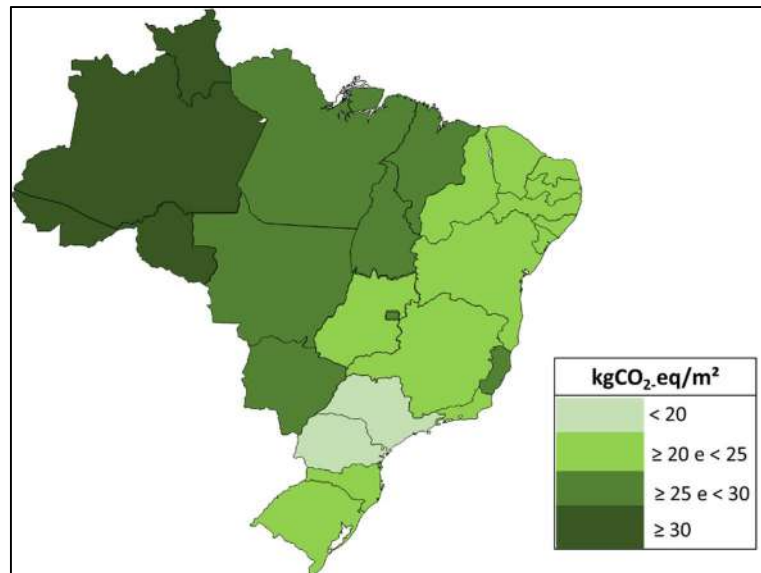 kgCO₂.eq/m²
< 20
≥ 20 e < 25
≥ 25 e < 30
≥ 30